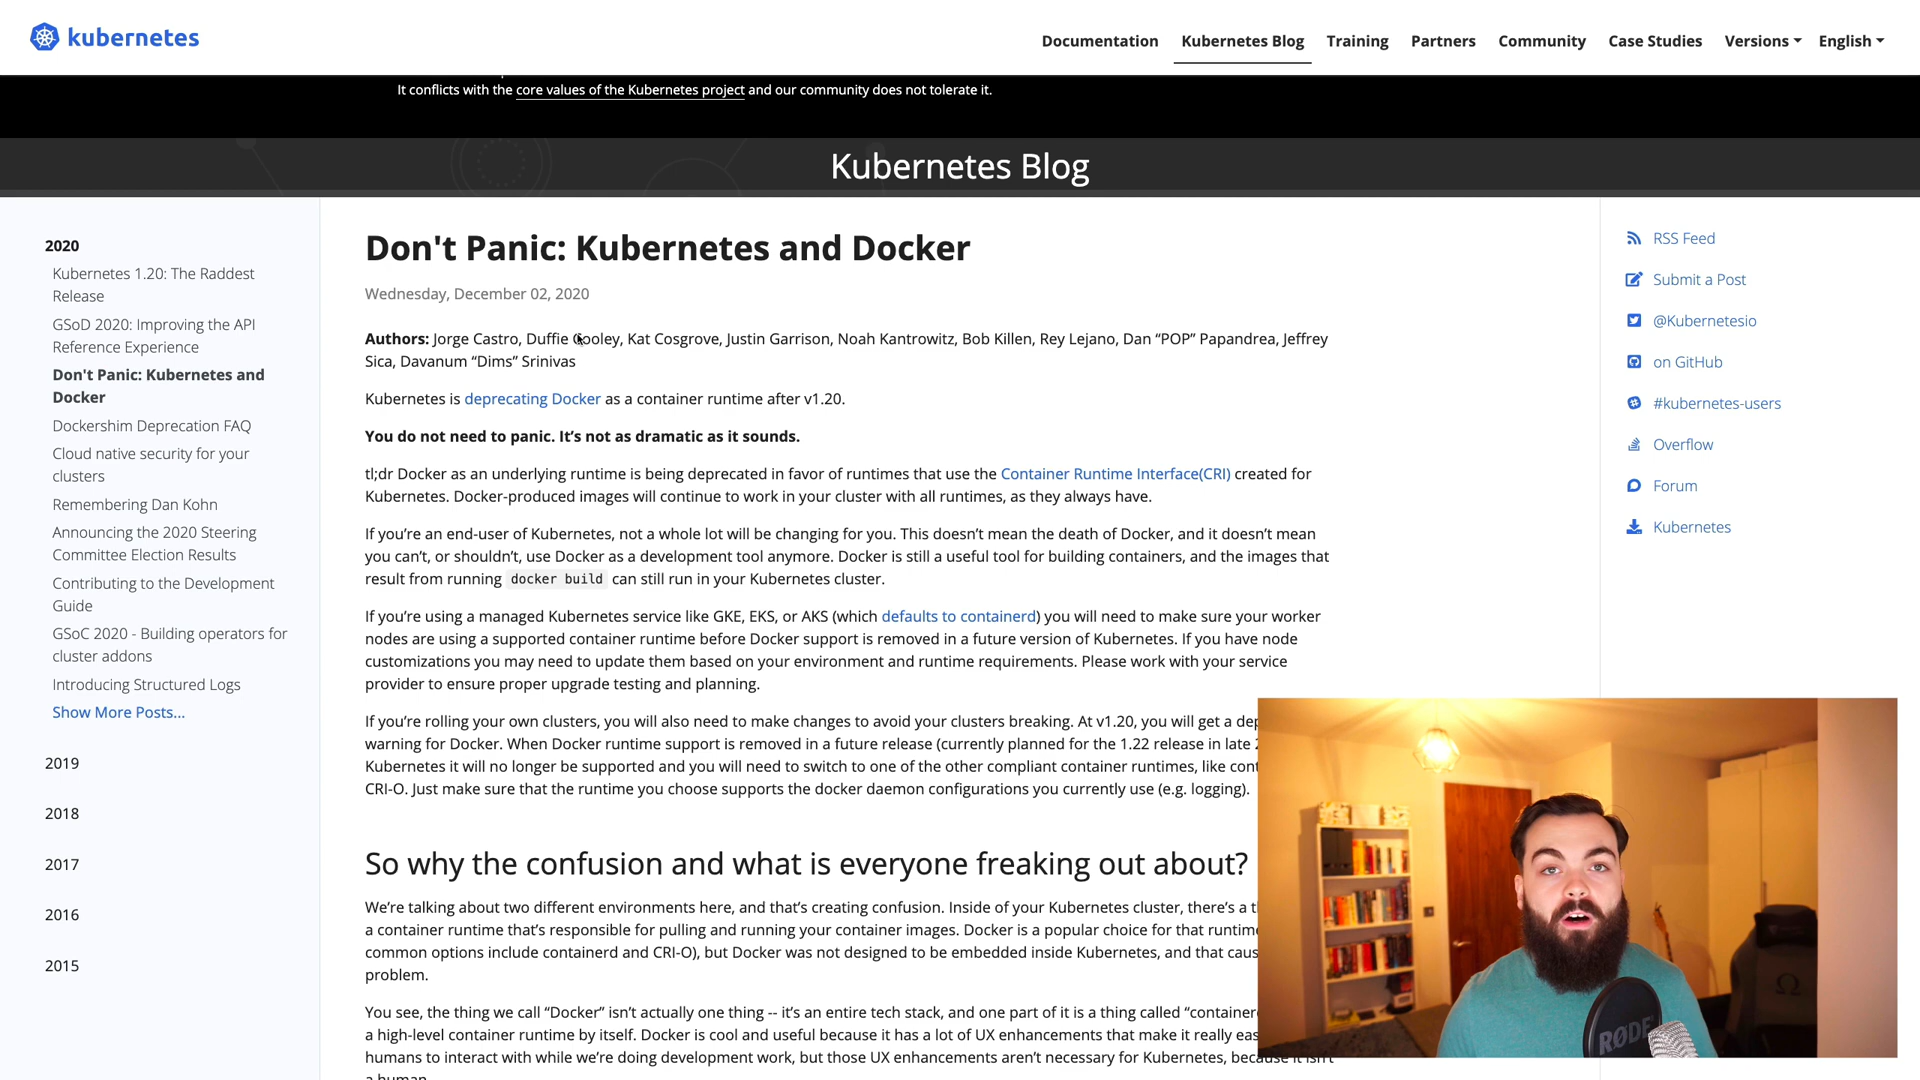 kubernetes
Documentation
Kubernetes Blog
Training
Partners
Community
Case Studies
Versions
English
It conflicts with the core values of the Kubernetes project and our community does not tolerate it.
Kubernetes Blog
2020
Kubernetes 1.20: The Raddest
Release
GSoD 2020: Improving the API
Reference Experience
Don't Panic: Kubernetes and
Docker
Dockershim Deprecation FAQ
Cloud native security for your
clusters
Remembering Dan Kohn
Announcing the 2020 Steering
Committee Election Results
Contributing to the Development
Guide
GSoC 2020 - Building operators for
cluster addons
Introducing Structured Logs
Show More Posts...
2019
2018
2017
2016
2015
Don't Panic: Kubernetes and Docker
Wednesday, December 02, 2020
Authors: Jorge Castro, Duffie Cooley, Kat Cosgrove, Justin Garrison, Noah Kantrowitz, Bob Killen, Rey Lejano, Dan “POP” Papandrea, Jeffrey
Sica, Davanum “Dims” Srinivas
Kubernetes is deprecating Docker as a container runtime after v1.20.
You do not need to panic. It’s not as dramatic as it sounds.
tl;dr Docker as an underlying runtime is being deprecated in favor of runtimes that use the Container Runtime Interface(CRI) created for
Kubernetes. Docker-produced images will continue to work in your cluster with all runtimes, as they always have.
If you’re an end-user of Kubernetes, not a whole lot will be changing for you. This doesn’t mean the death of Docker, and it doesn’t mean
you can’t, or shouldn’t, use Docker as a development tool anymore. Docker is still a useful tool for building containers, and the images that
result from running docker build can still run in your Kubernetes cluster.
If you’re using a managed Kubernetes service like GKE, EKS, or AKS (which defaults to containerd) you will need to make sure your worker
nodes are using a supported container runtime before Docker support is removed in a future version of Kubernetes. If you have node
customizations you may need to update them based on your environment and runtime requirements. Please work with your service
provider to ensure proper upgrade testing and planning.
If you’re rolling your own clusters, you will also need to make changes to avoid your clusters breaking. At v1.20, you will get a
warning for Docker. When Docker runtime support is removed in a future release (currently planned for the 1.22 release in late
Kubernetes it will no longer be supported and you will need to switch to one of the other compliant container runtimes, like
CRI-O. Just make sure that the runtime you choose supports the docker daemon configurations you currently use (e.g. logging).
So why the confusion and what is everyone freaking out about?
We’re talking about two different environments here, and that’s creating confusion. Inside of your Kubernetes cluster, there’s a
a container runtime that’s responsible for pulling and running your container images. Docker is a popular choice for that
common options include containerd and CRI-O), but Docker was not designed to be embedded inside Kubernetes, and that
problem.
You see, the thing we call “Docker” isn’t actually one thing -- it’s an entire tech stack, and one part of it is a thing called
a high-level container runtime by itself. Docker is cool and useful because it has a lot of UX enhancements that make it really
humans to interact with while we’re doing development work, but those UX enhancements aren’t necessary for Kubernetes, because it isn’t
a human
RSS Feed
Submit a Post
@Kubernetesio
on GitHub
#kubernetes-users
Overflow
Forum
Kubernetes
RØDE